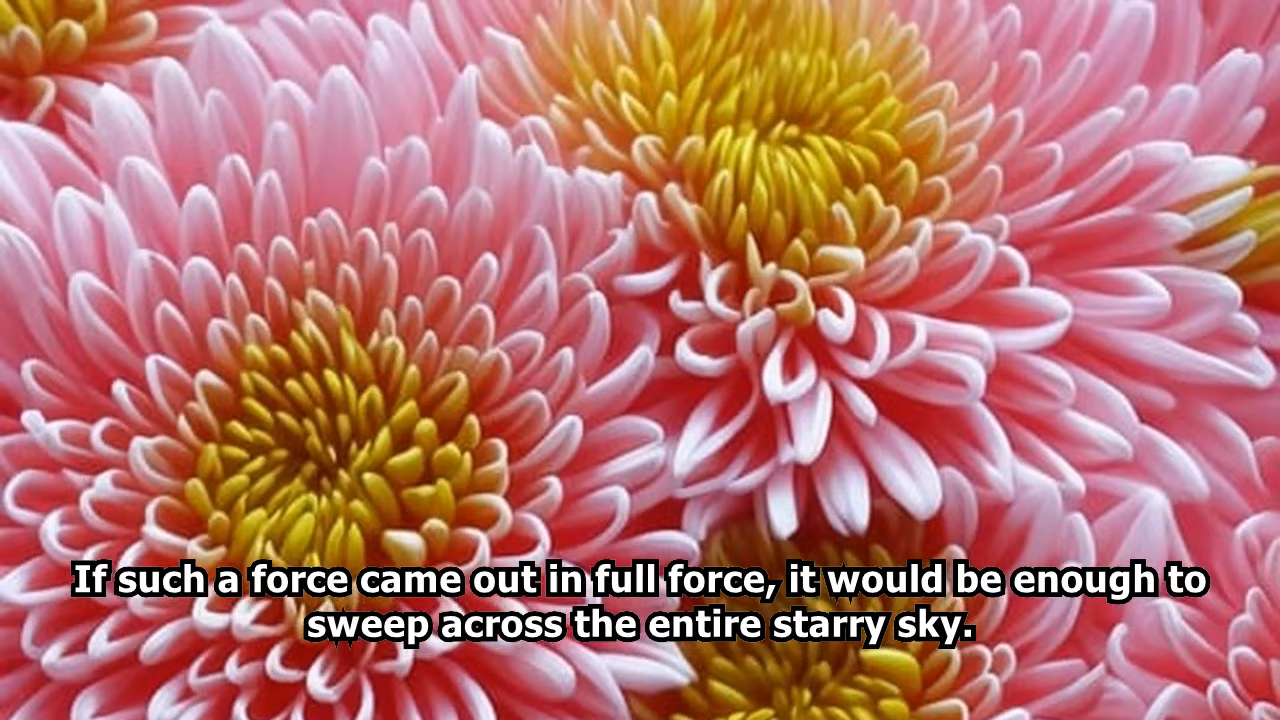 If such a force came out in full force, it would be enough to
sweep across the entire starry sky.